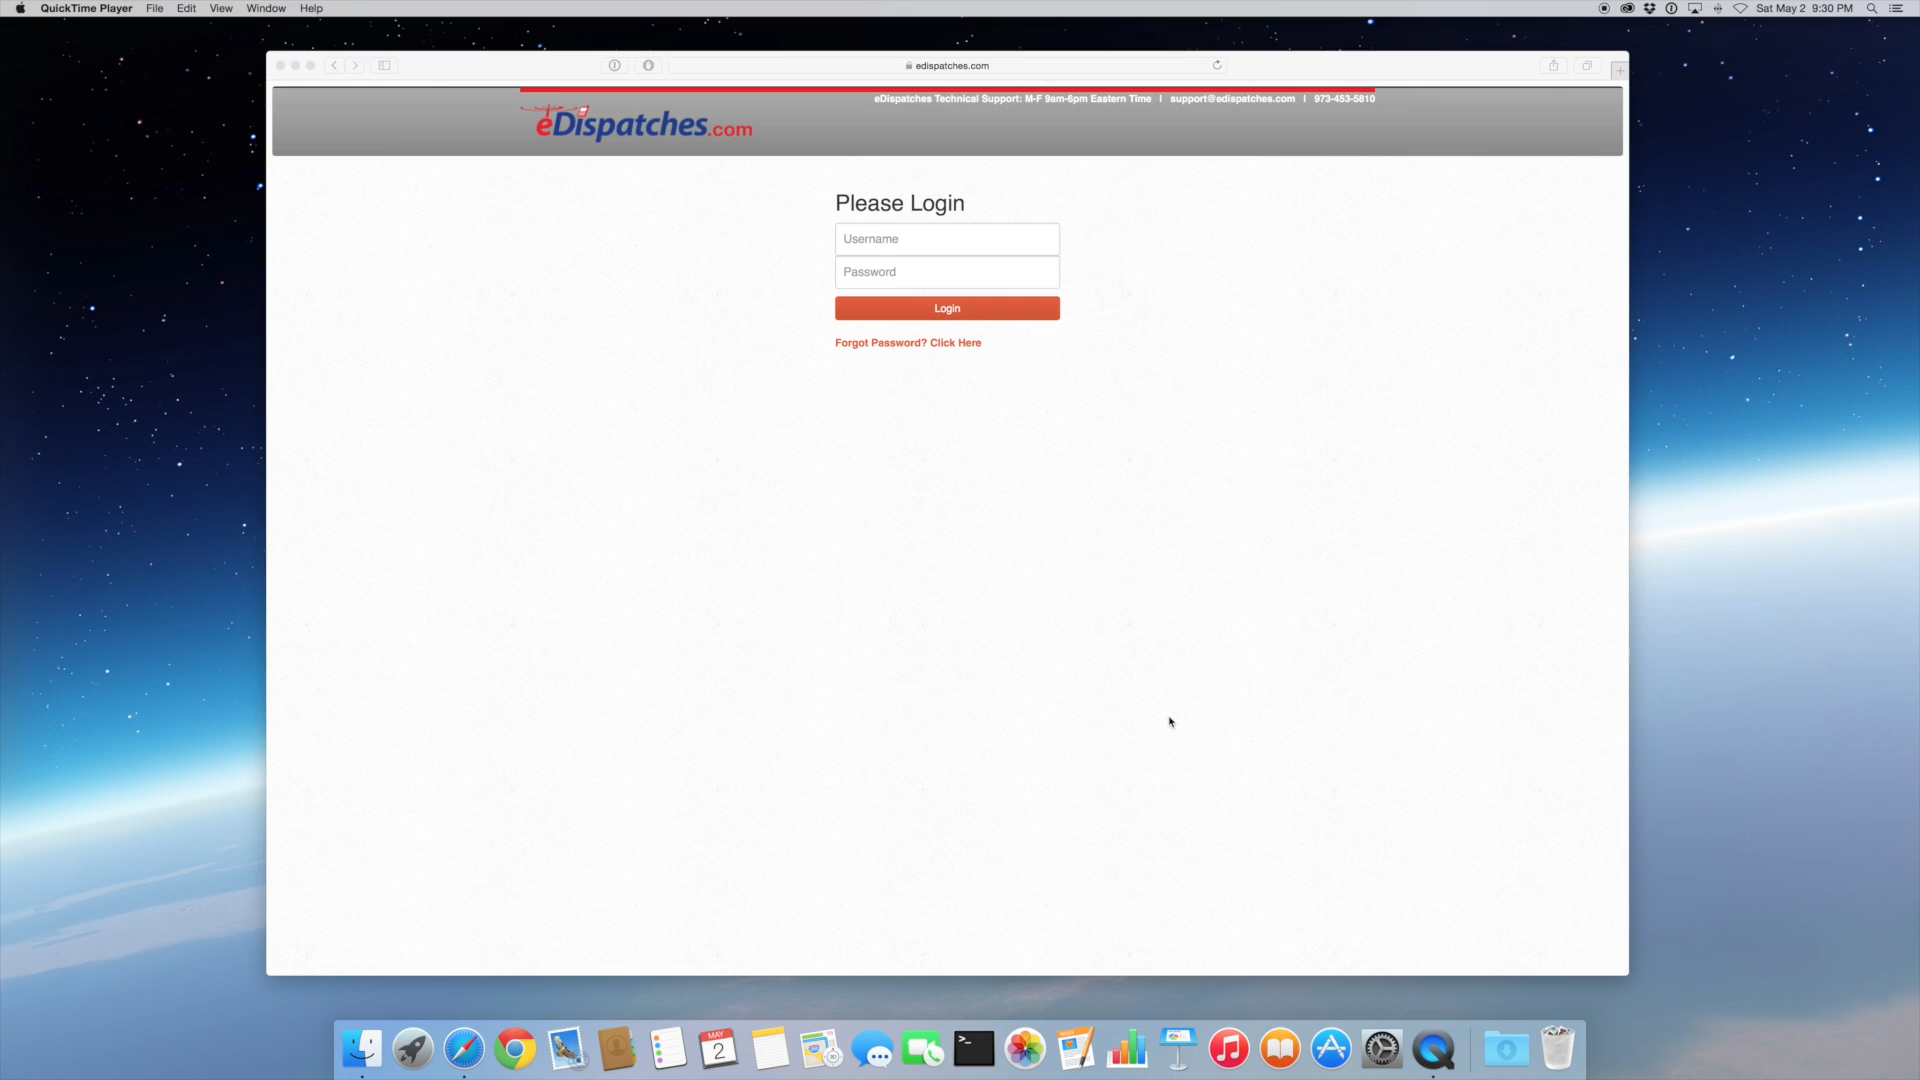 QuickTime Player File Edit View Window Help
Sat May 2 9:30 PM
edispatches.com
eDispatches Technical Support: M-F 9am-6pm Eastern Time | support@edispatches.com | 973-453-5810
eDispatches.com
Please Login
Username
Password
Login
Forgot Password? Click Here
MAY
2